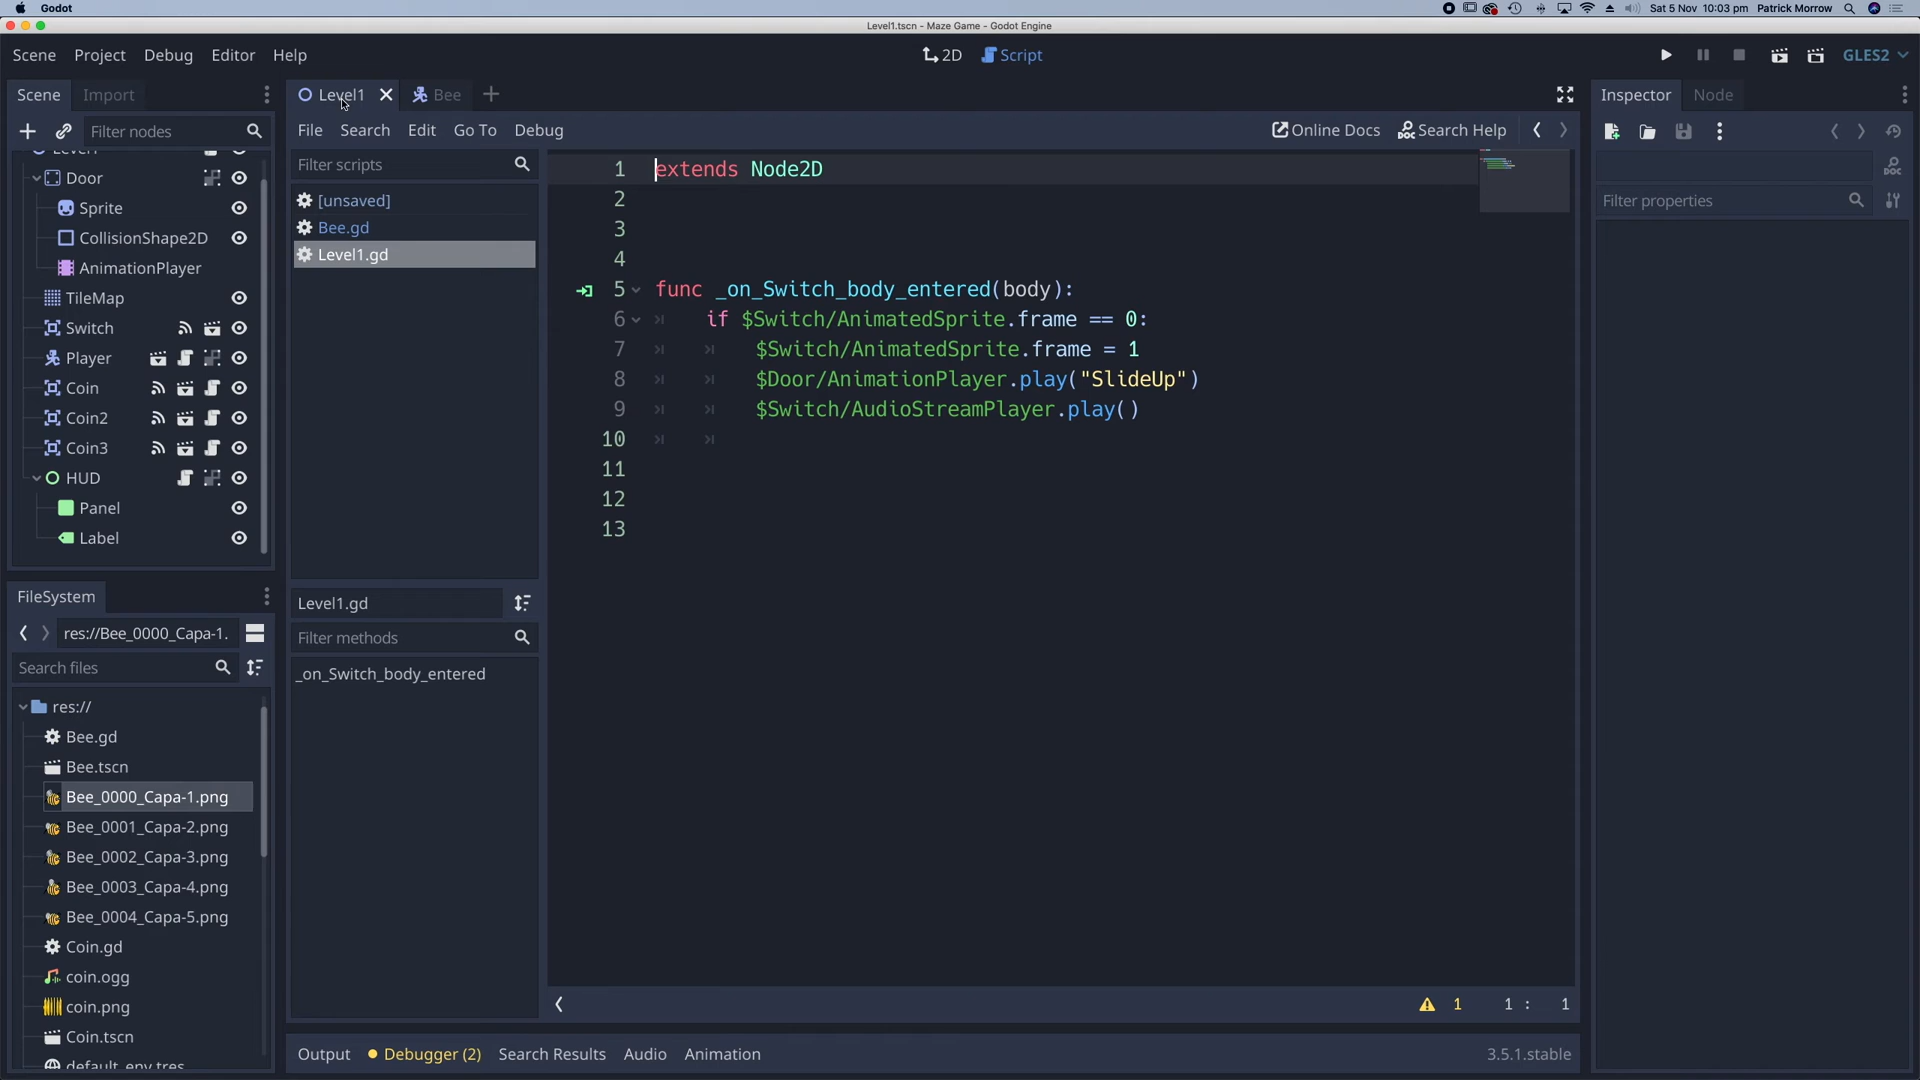 Godot
Sat 5 Nov 10:03 pm Patrick Morrow
Level1.tscn - Maze Game - Godot Engine
Scene Project Debug Editor Help
2D Script
GLES2
Scene Import
Level1 Bee
Inspector Node
Filter nodes
File Search Edit Go To Debug
Online Docs Search Help
Door
Sprite
CollisionShape2D
AnimationPlayer
TileMap
Switch
Player
Coin
Coin2
Coin3
HUD
Panel
Label
Filter scripts
[unsaved]
Bee.gd
Level1.gd
1 extends Node2D
2
3
4
5 func _on_Switch_body_entered(body):
6 if $Switch/AnimatedSprite.frame == 0:
7 $Switch/AnimatedSprite.frame = 1
8 $Door/AnimationPlayer.play("SlideUp")
9 $Switch/AudioStreamPlayer.play()
10
11
12
13
Filter properties
FileSystem
res://Bee_0000_Capa-1.
Search files
res://
Bee.gd
Bee.tscn
Bee_0000_Capa-1.png
Bee_0001_Capa-2.png
Bee_0002_Capa-3.png
Bee_0003_Capa-4.png
Bee_0004_Capa-5.png
Coin.gd
coin.ogg
coin.png
Coin.tscn
default_env.tres
Level1.gd
Filter methods
_on_Switch_body_entered
1 1 : 1
Output Debugger (2) Search Results Audio Animation
3.5.1.stable